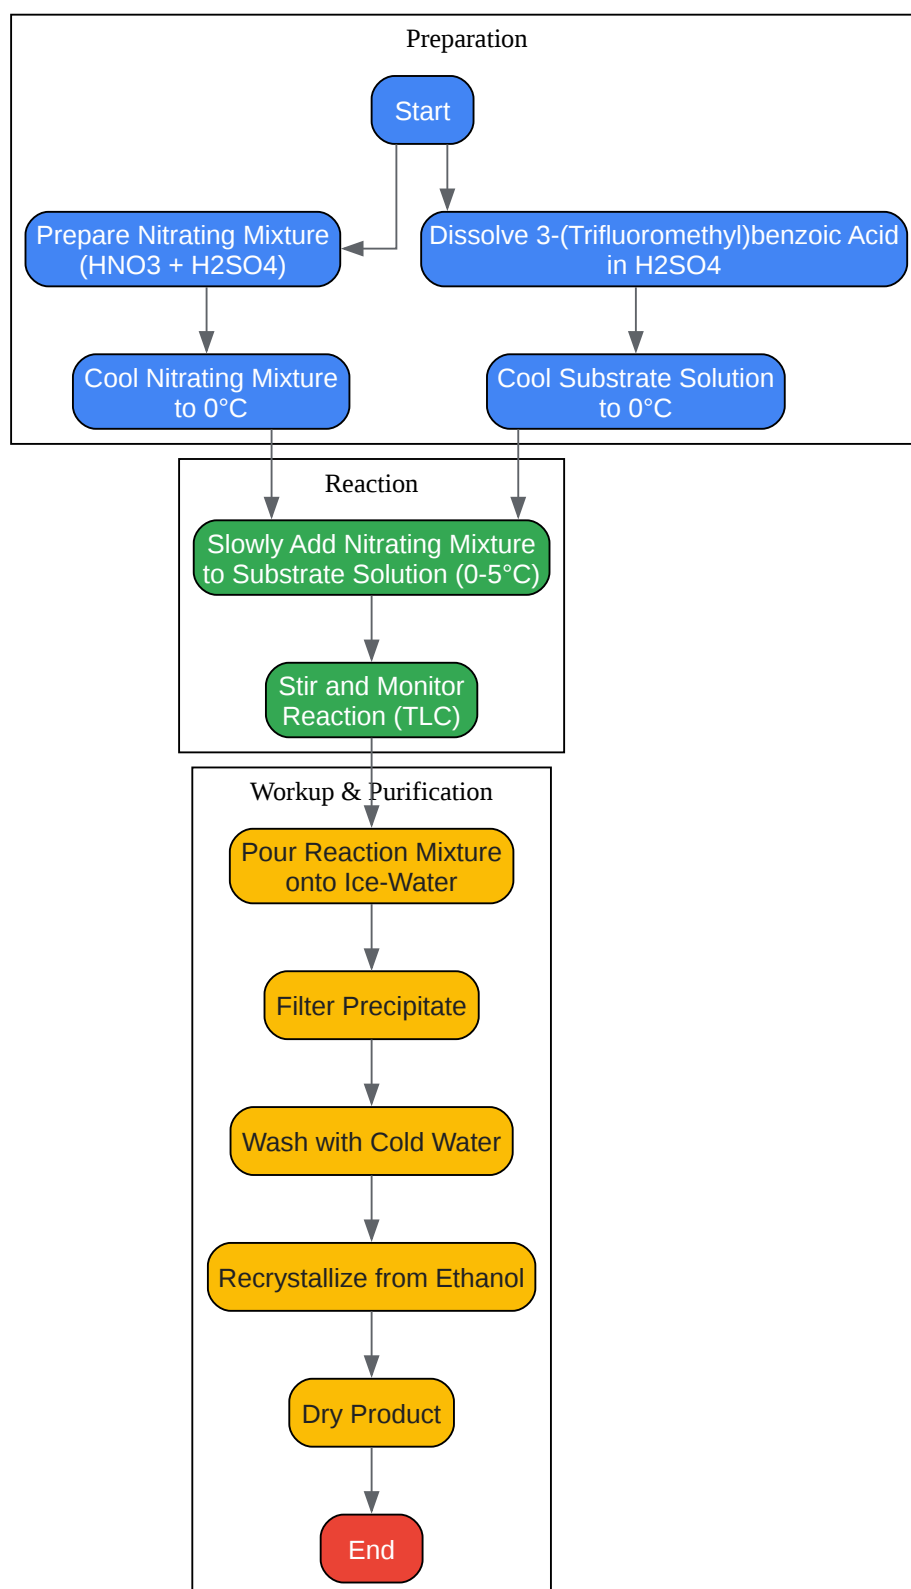 Preparation
Start
Prepare Nitrating Mixture
(HNO3 + H2SO4)
Dissolve 3-(Trifluoromethyl)benzoic Acid
in H2SO4
Cool Nitrating Mixture
to 0°C
Cool Substrate Solution
to 0°C
Reaction
Slowly Add Nitrating Mixture
to Substrate Solution (0-5°C)
Stir and Monitor
Reaction (TLC)
Workup & Purification
Pour Reaction Mixture
onto Ice-Water
Filter Precipitate
Wash with Cold Water
Recrystallize from Ethanol
Dry Product
End